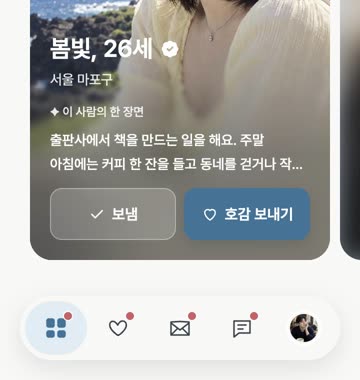 봄빛, 26세
서울 마포구
이 사람의 한 장면
출판사에서 책을 만드는 일을 해요. 주말
아침에는 커피 한 잔을 들고 동네를 걷거나 작...
보냄
호감 보내기